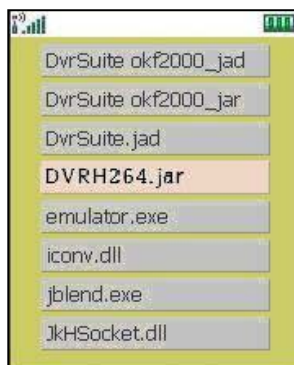 DvrSuite okf2000_jad
DvrSuite okf2000_jar
DvrSuite.jad
DVRH264.jar
emulator.exe
iconv.dll
jblend.exe
JkHSocket.dll